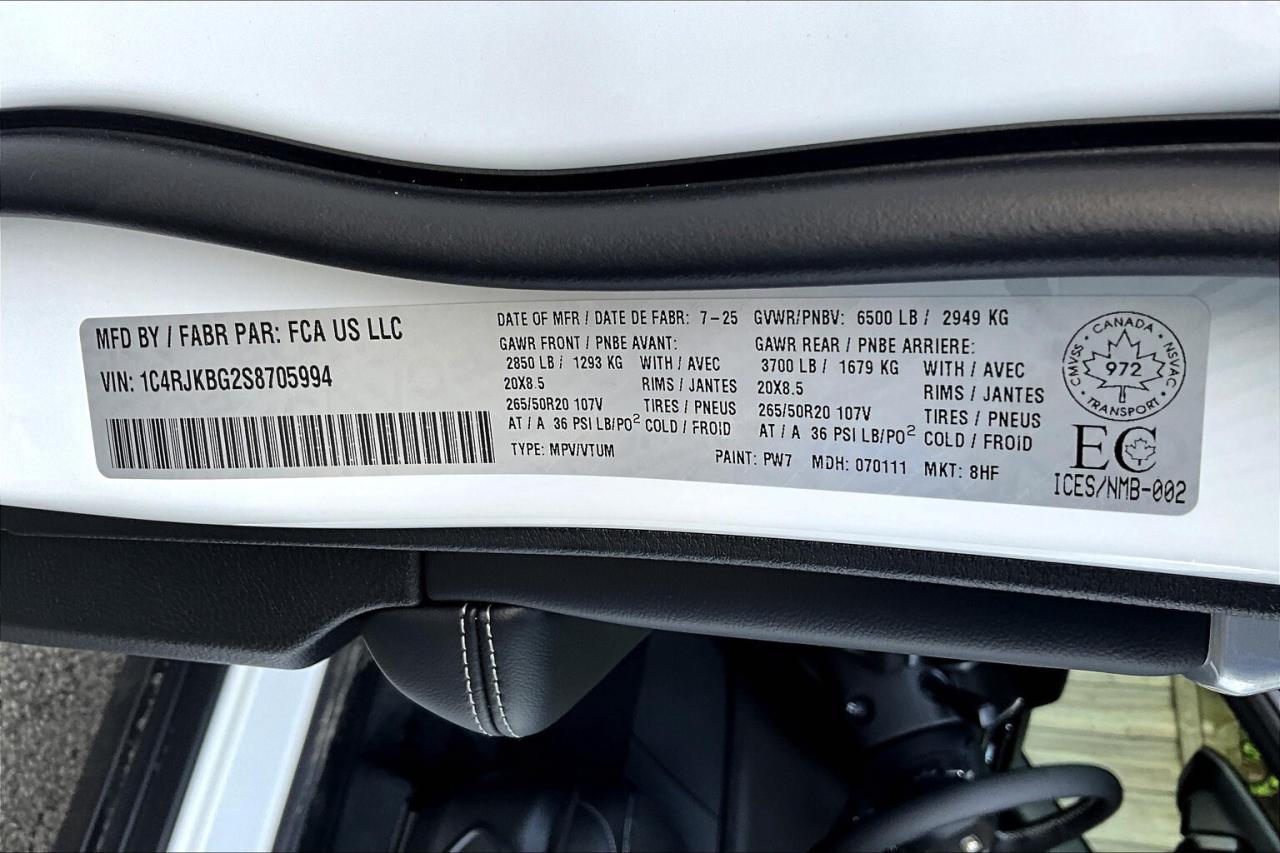 MFD BY / FABR PAR: FCA US LLC
VIN: 1C4RJKBG2S8705994
DATE OF MFR / DATE DE FABR: 7-25
GVWR/PNBV: 6500 LB / 2949 KG
GAWR FRONT / PNBE AVANT:
2850 LB / 1293 KG WITH / AVEC
20X8.5 RIMS / JANTES
265/50R20 107V TIRES / PNEUS
AT / A 36 PSI LB/PO² COLD / FROID
GAWR REAR / PNBE ARRIERE:
3700 LB / 1679 KG WITH / AVEC
20X8.5 RIMS / JANTES
265/50R20 107V TIRES / PNEUS
AT / A 36 PSI LB/PO² COLD / FROID
TYPE: MPV/VTUM
PAINT: PW7 MDH: 070111 MKT: 8HF
CANADA
CMVSS 972 NSVAC
TRANSPORT
EC
ICES/NMB-002